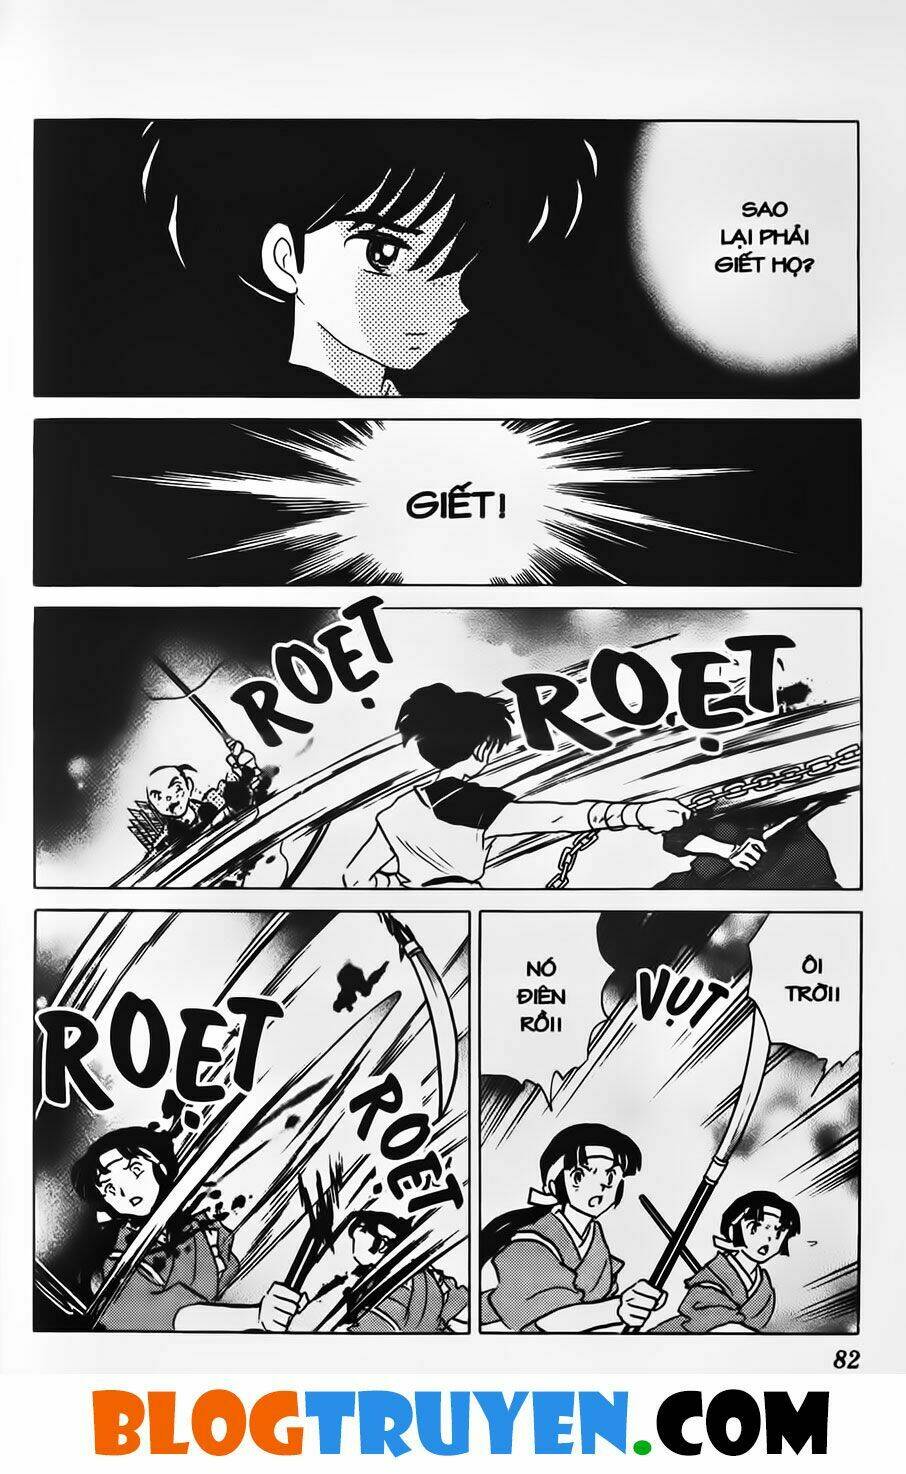 SAO
LẠI PHẢI
GIẾT HỌ?
GIẾT!
ROẸT
ROẸT
ÔI
TRỜI!
VỤT
NÓ
ĐIÊN
RỒI!
ROẸT
ROẸT
82
BLOGTRUYEN.COM